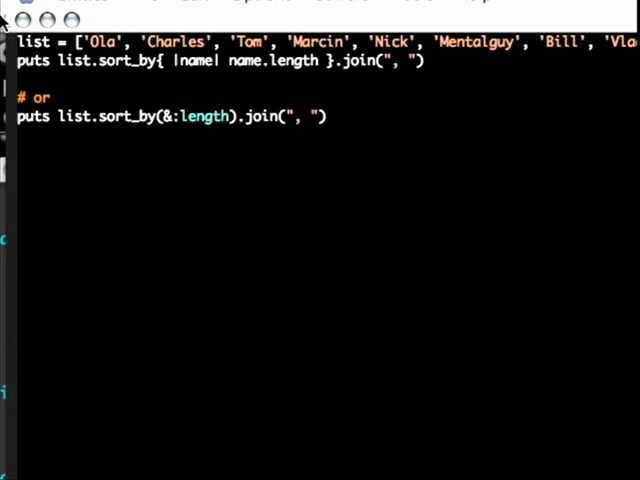 list = ['Ola', 'Charles', 'Tom', 'Marcin', 'Nick', 'Mentalguy', 'Bill', 'Vla
puts list.sort_by{ |name| name.length }.join(", ")
# or
puts list.sort_by(&:length).join(", ")